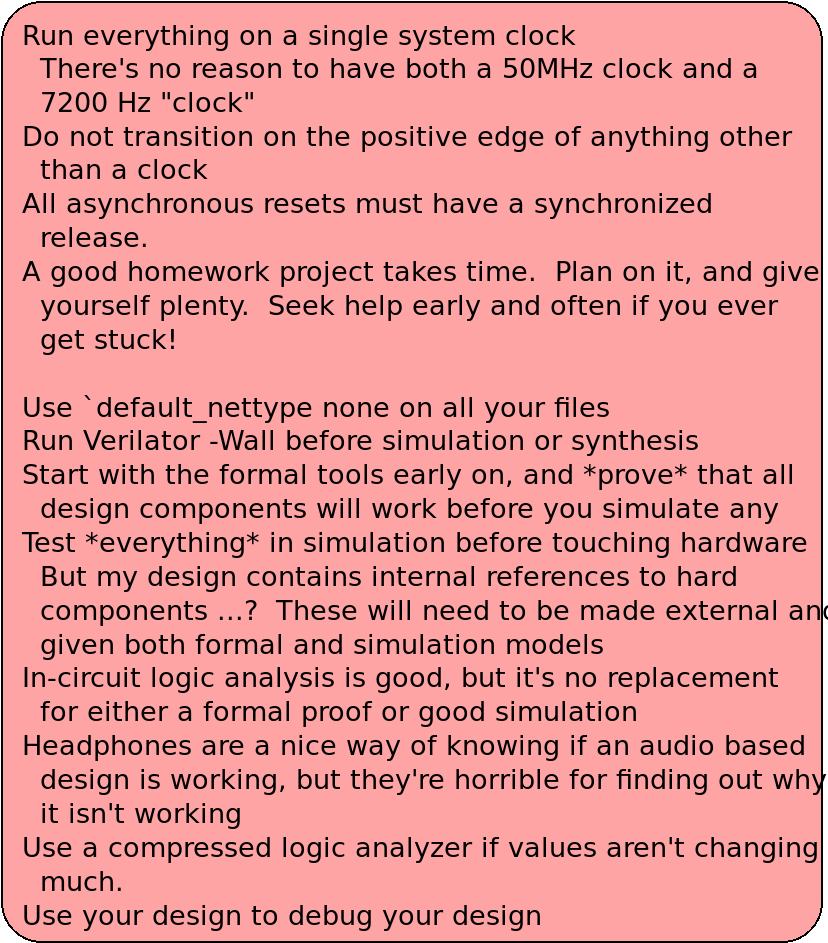 Run everything on a single system clock
There's no reason to have both a 50MHz clock and a
7200 Hz "clock"
Do not transition on the positive edge of anything other
than a clock
All asynchronous resets must have a synchronized
release.
A good homework project takes time.  Plan on it, and give
yourself plenty.  Seek help early and often if you ever
get stuck!

Use `default_nettype none on all your files
Run Verilator -Wall before simulation or synthesis
Start with the formal tools early on, and *prove* that all
design components will work before you simulate any
Test *everything* in simulation before touching hardware
But my design contains internal references to hard
components ...?  These will need to be made external and
given both formal and simulation models
In-circuit logic analysis is good, but it's no replacement
for either a formal proof or good simulation
Headphones are a nice way of knowing if an audio based
design is working, but they're horrible for finding out why
it isn't working
Use a compressed logic analyzer if values aren't changing
much.
Use your design to debug your design